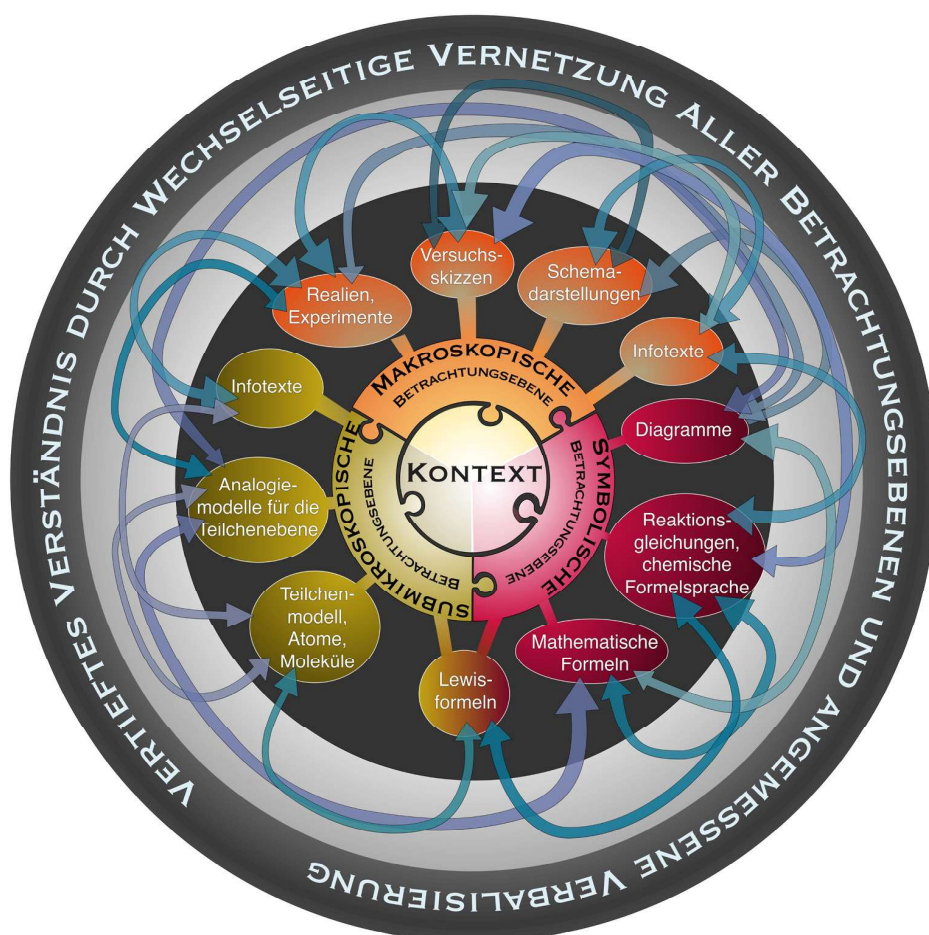 VERTIEFTES VERSTÄNDNIS DURCH WECHSELSEITIGE VERNETZUNG ALLER BETRACHTUNGSEBENEN UND ANGEMESSENE VERBALISIERUNG
Versuchs-
skizzen
Schema-
darstellungen
Realien,
Experimente
Infotexte
Infotexte
MAKROSKOPISCHE
BETRACHTUNGSEBENE
Diagramme
KONTEXT
SYMBOLISCHE
BETRACHTUNGSEBENE
SUBMIKROSKOPISCHE
BETRACHTUNGSEBENE
Analogie-
modelle für die
Teilchenebene
Reaktions-
gleichungen,
chemische
Formelsprache
Teilchen-
modell,
Atome,
Moleküle
Mathematische
Formeln
Lewis-
formeln